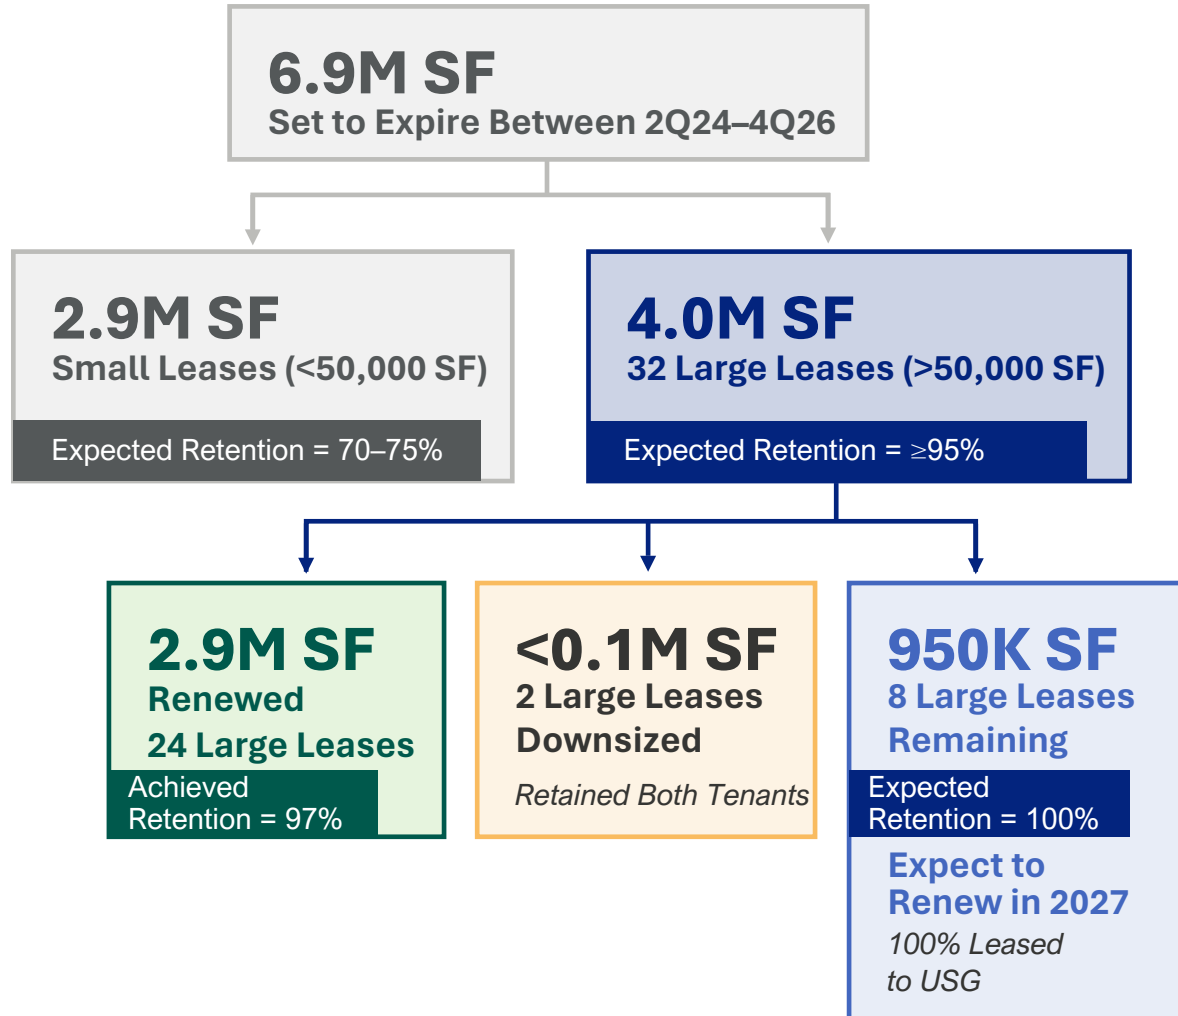 6.9M SF
Set to Expire Between 2Q24–4Q26
2.9M SF
Small Leases (<50,000 SF)
Expected Retention = 70–75%
4.0M SF
32 Large Leases (>50,000 SF)
Expected Retention = ≥95%
2.9M SF
Renewed
24 Large Leases
Achieved
Retention = 97%
<0.1M SF
2 Large Leases
Downsized
Retained Both Tenants
950K SF
8 Large Leases
Remaining
Expected
Retention = 100%
Expect to
Renew in 2027
100% Leased
to USG